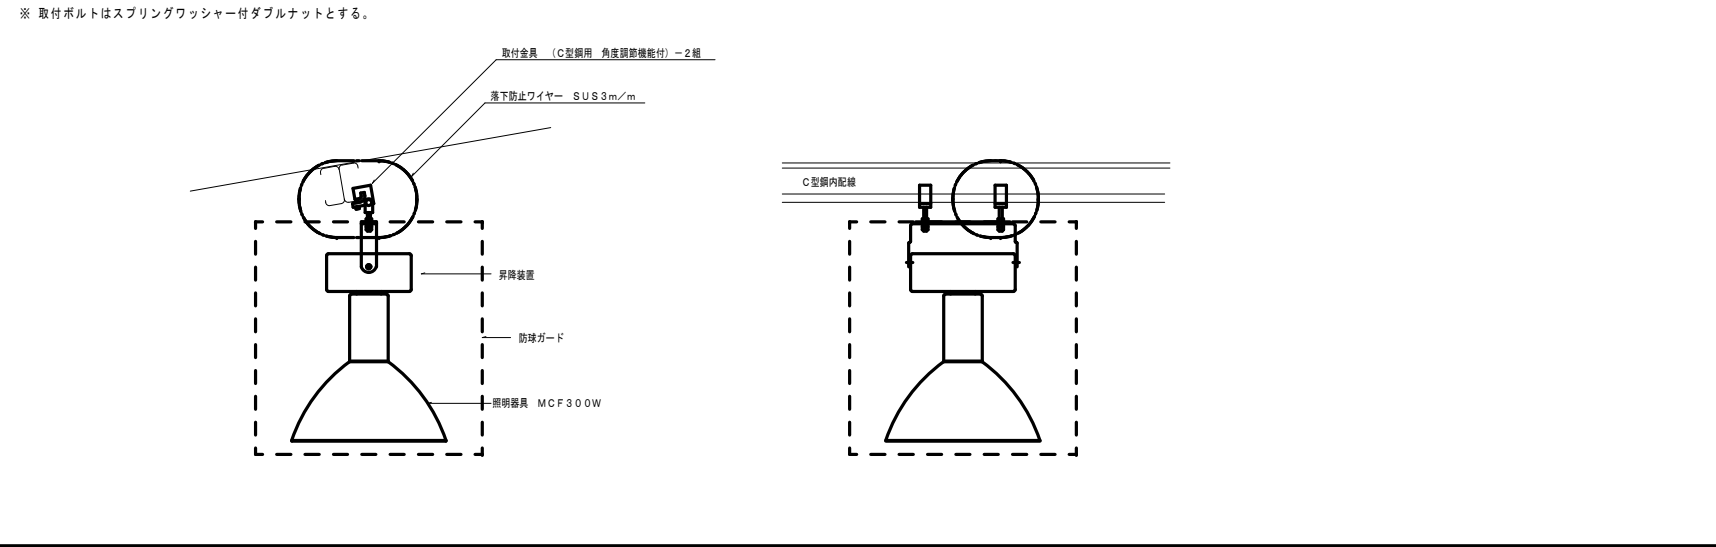 ※ 取付ボルトはスプリングワッシャー付ダブルナットとする。
取付金具 （C型鋼用 角度調節機能付）－2組
落下防止ワイヤー SUS3m／m
C型鋼内配線
昇降装置
防球ガード
照明器具 MCF300W